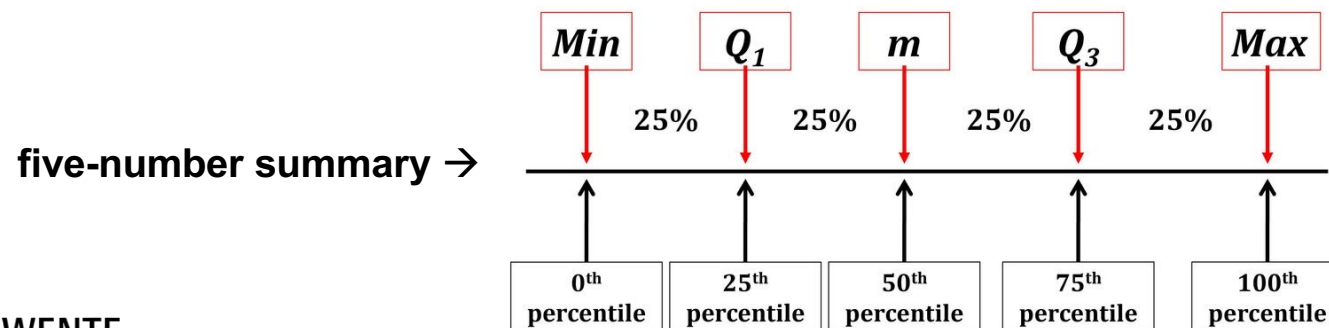 Min Q₁ m Q₃ Max
25% 25% 25% 25%
five-number summary →
0th 25th 50th 75th 100th
percentile percentile percentile percentile percentile